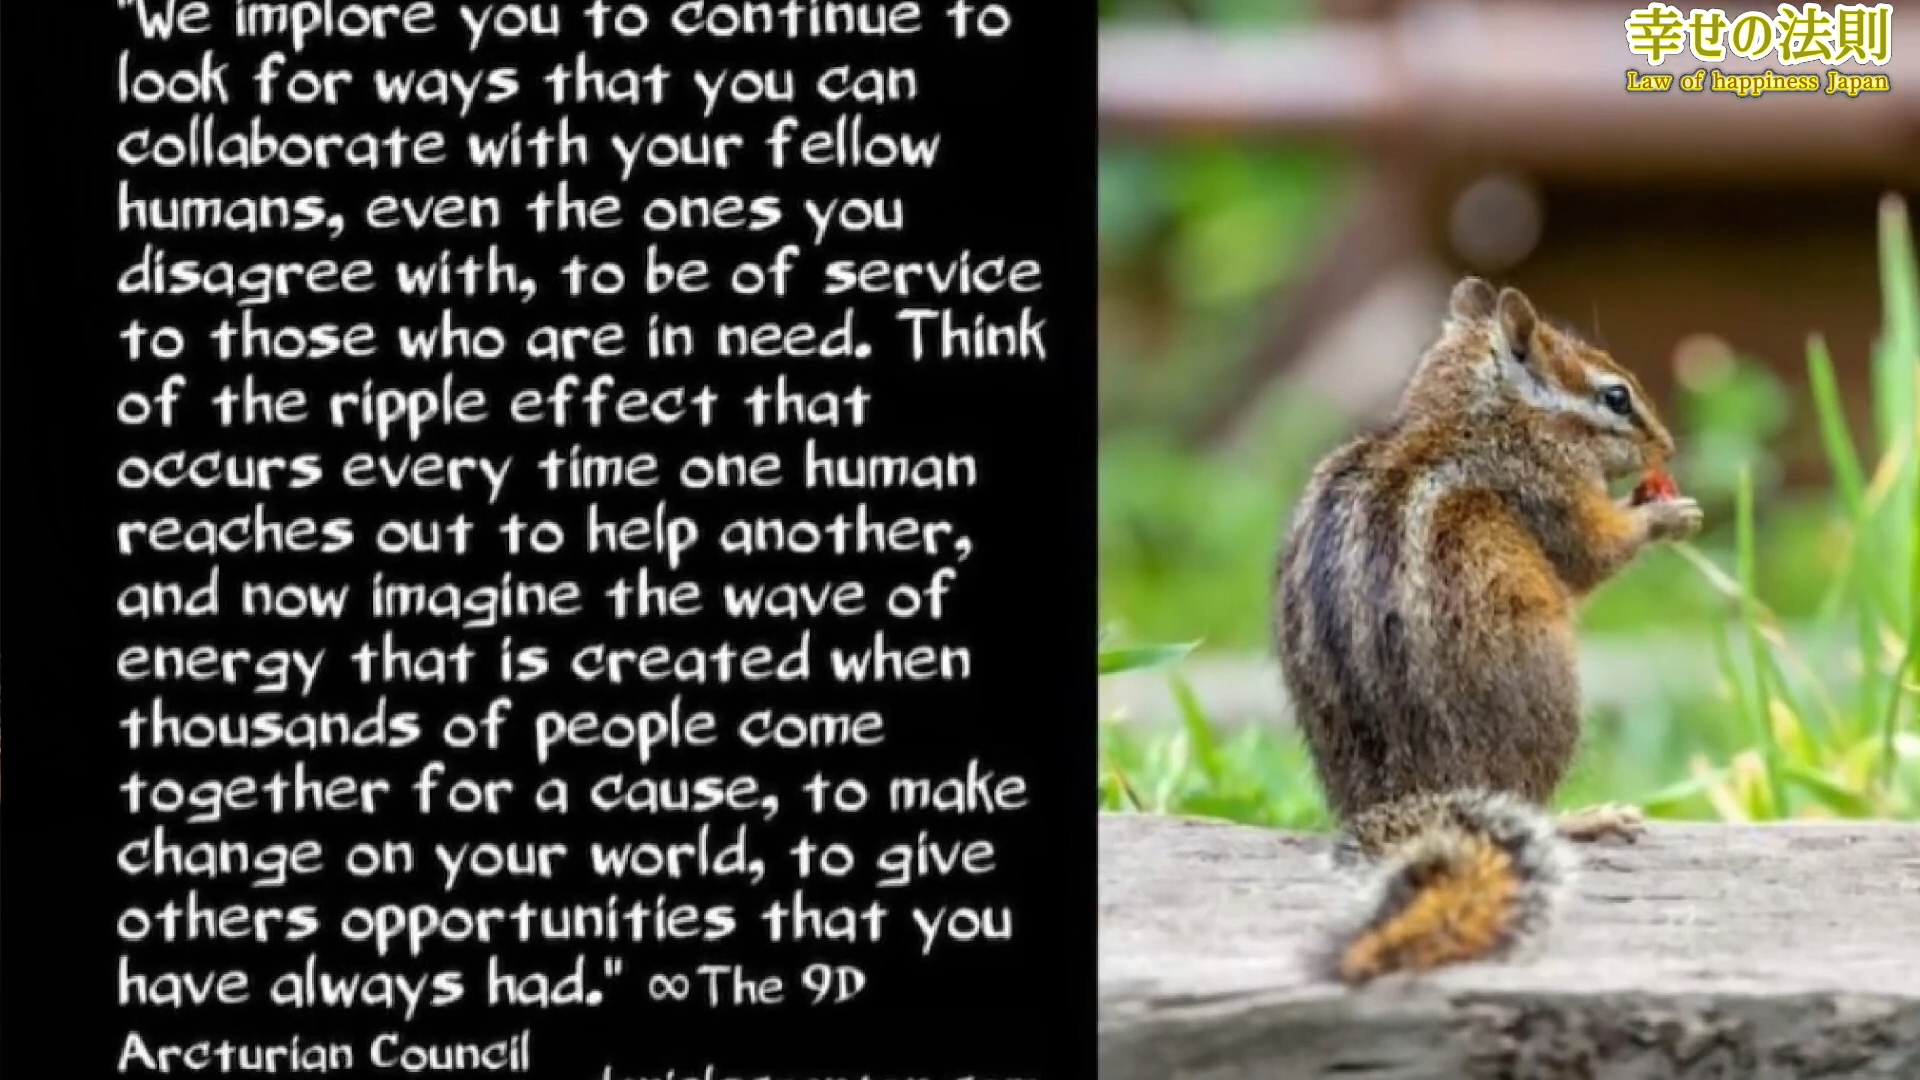 "We implore you to continue to
look for ways that you can
collaborate with your fellow
humans, even the ones you
disagree with, to be of service
to those who are in need. Think
of the ripple effect that
occurs every time one human
reaches out to help another,
and now imagine the wave of
energy that is created when
thousands of people come
together for a cause, to make
change on your world, to give
others opportunities that you
have always had." ∞The 9D
Arcturian Council
幸せの法則
Law of happiness Japan